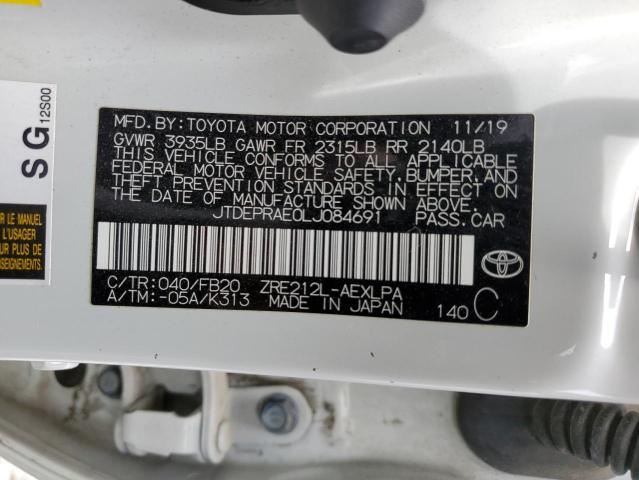 SG 12S00
R LE MANUEL
L'USAGER
OUR PLUS DE
NSEIGNEMENTS.
MFD. BY: TOYOTA MOTOR CORPORATION 11/19
GVWR 3935LB GAWR FR 2315LB RR 2140LB
THIS VEHICLE CONFORMS TO ALL APPLICABLE
FEDERAL MOTOR VEHICLE SAFETY, BUMPER, AND
THEFT PREVENTION STANDARDS IN EFFECT ON
THE DATE OF MANUFACTURE SHOWN ABOVE.
JTDEPRAE0LJ084691 PASS. CAR
C/TR: 040/FB20 ZRE212L-AEXLPA
A/TM: -05A/K313 MADE IN JAPAN 140 C